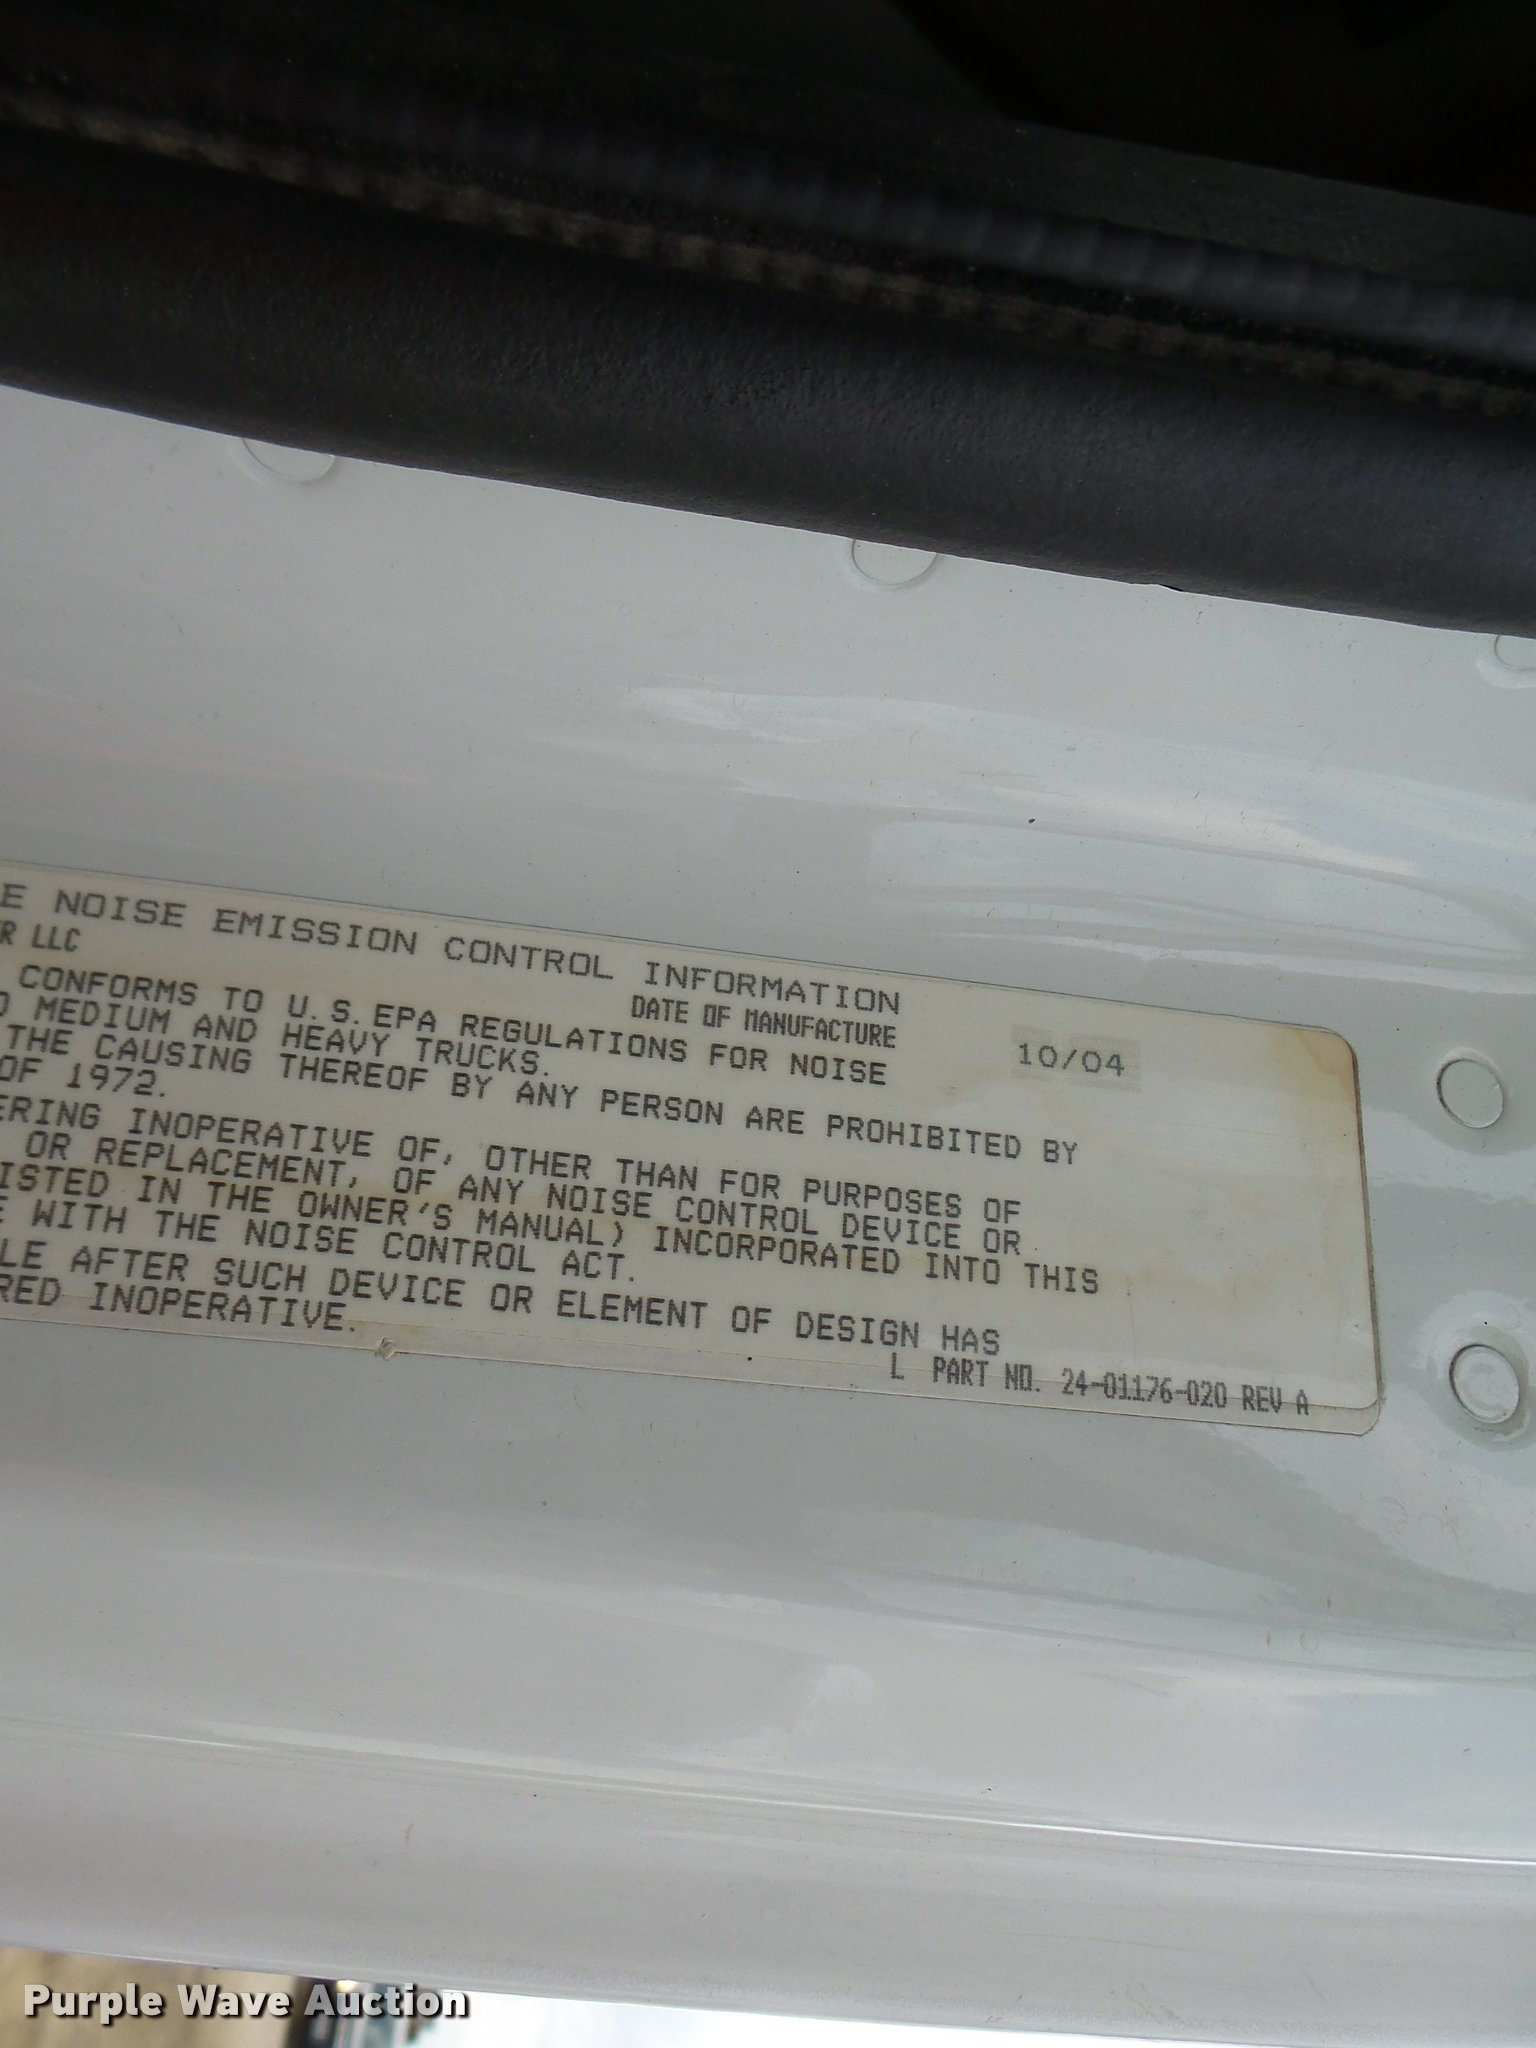 E NOISE EMISSION CONTROL INFORMATION
R LLC
DATE OF MANUFACTURE 10/04
CONFORMS TO U.S. EPA REGULATIONS FOR NOISE
D MEDIUM AND HEAVY TRUCKS.
THE CAUSING THEREOF BY ANY PERSON ARE PROHIBITED BY
OF 1972.
ERING INOPERATIVE OF, OTHER THAN FOR PURPOSES OF
OR REPLACEMENT, OF ANY NOISE CONTROL DEVICE OR
ISTED IN THE OWNER'S MANUAL) INCORPORATED INTO THIS
E WITH THE NOISE CONTROL ACT.
LE AFTER SUCH DEVICE OR ELEMENT OF DESIGN HAS
RED INOPERATIVE.
L PART NO. 24-01176-020 REV A
Purple Wave Auction